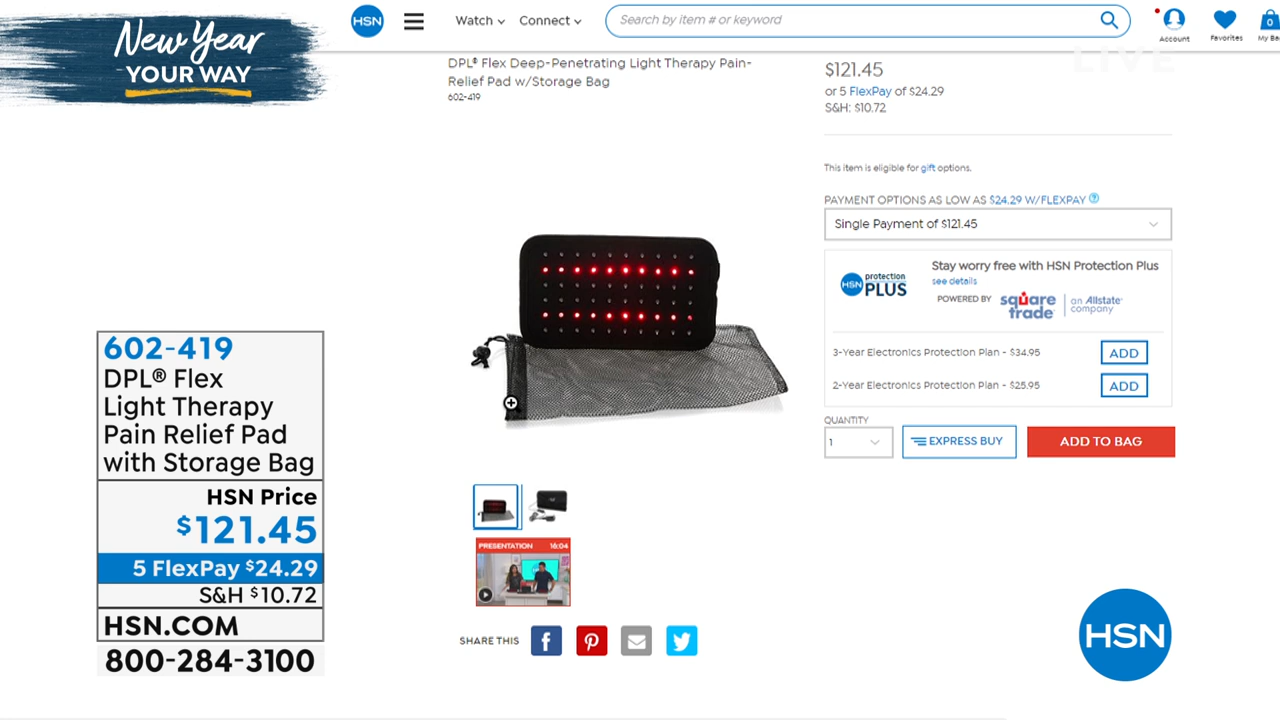 New Year
YOUR WAY
HSN
Watch
Connect
Search by item # or keyword
Account
Favorites
0
My Ba
LIVE
DPL® Flex Deep-Penetrating Light Therapy Pain-
Relief Pad w/Storage Bag
602-419
$121.45
or 5 FlexPay of $24.29
S&H: $10.72
This item is eligible for gift options.
PAYMENT OPTIONS AS LOW AS $24.29 W/FLEXPAY ?
Single Payment of $121.45
HSN protection PLUS
Stay worry free with HSN Protection Plus
see details
POWERED BY square trade an Allstate company
3-Year Electronics Protection Plan - $34.95
ADD
2-Year Electronics Protection Plan - $25.95
ADD
QUANTITY
1
EXPRESS BUY
ADD TO BAG
602-419
DPL® Flex
Light Therapy
Pain Relief Pad
with Storage Bag
HSN Price
$121.45
5 FlexPay $24.29
S&H $10.72
HSN.COM
800-284-3100
PRESENTATION 16:04
SHARE THIS
HSN